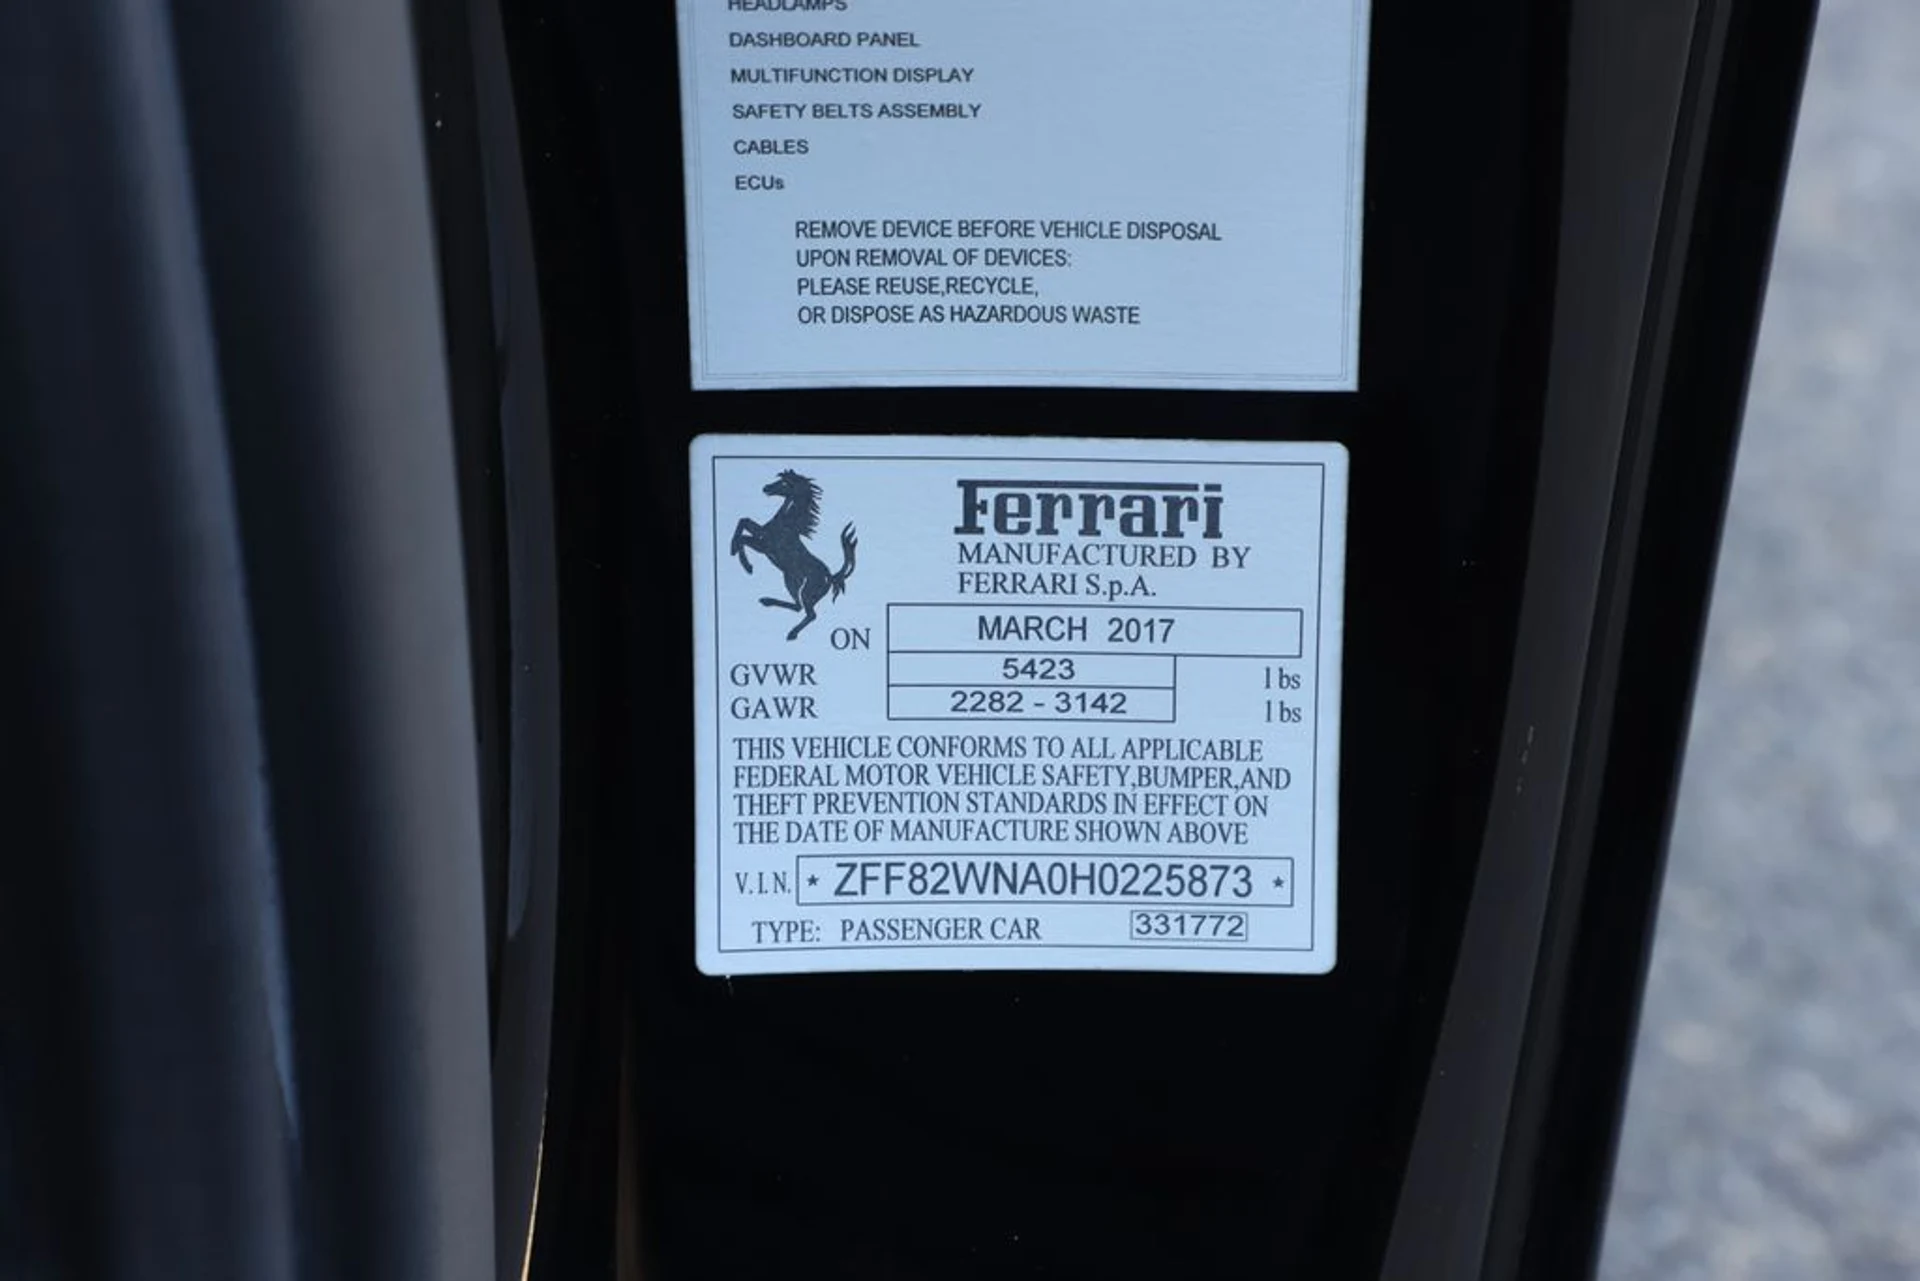 HEADLAMPS
DASHBOARD PANEL
MULTIFUNCTION DISPLAY
SAFETY BELTS ASSEMBLY
CABLES
ECUs
REMOVE DEVICE BEFORE VEHICLE DISPOSAL
UPON REMOVAL OF DEVICES:
PLEASE REUSE,RECYCLE,
OR DISPOSE AS HAZARDOUS WASTE
Ferrari
MANUFACTURED BY
FERRARI S.p.A.
ON MARCH 2017
GVWR 5423 lbs
GAWR 2282 - 3142 lbs
THIS VEHICLE CONFORMS TO ALL APPLICABLE
FEDERAL MOTOR VEHICLE SAFETY,BUMPER,AND
THEFT PREVENTION STANDARDS IN EFFECT ON
THE DATE OF MANUFACTURE SHOWN ABOVE
V.I.N. * ZFF82WNA0H0225873 *
TYPE: PASSENGER CAR 331772